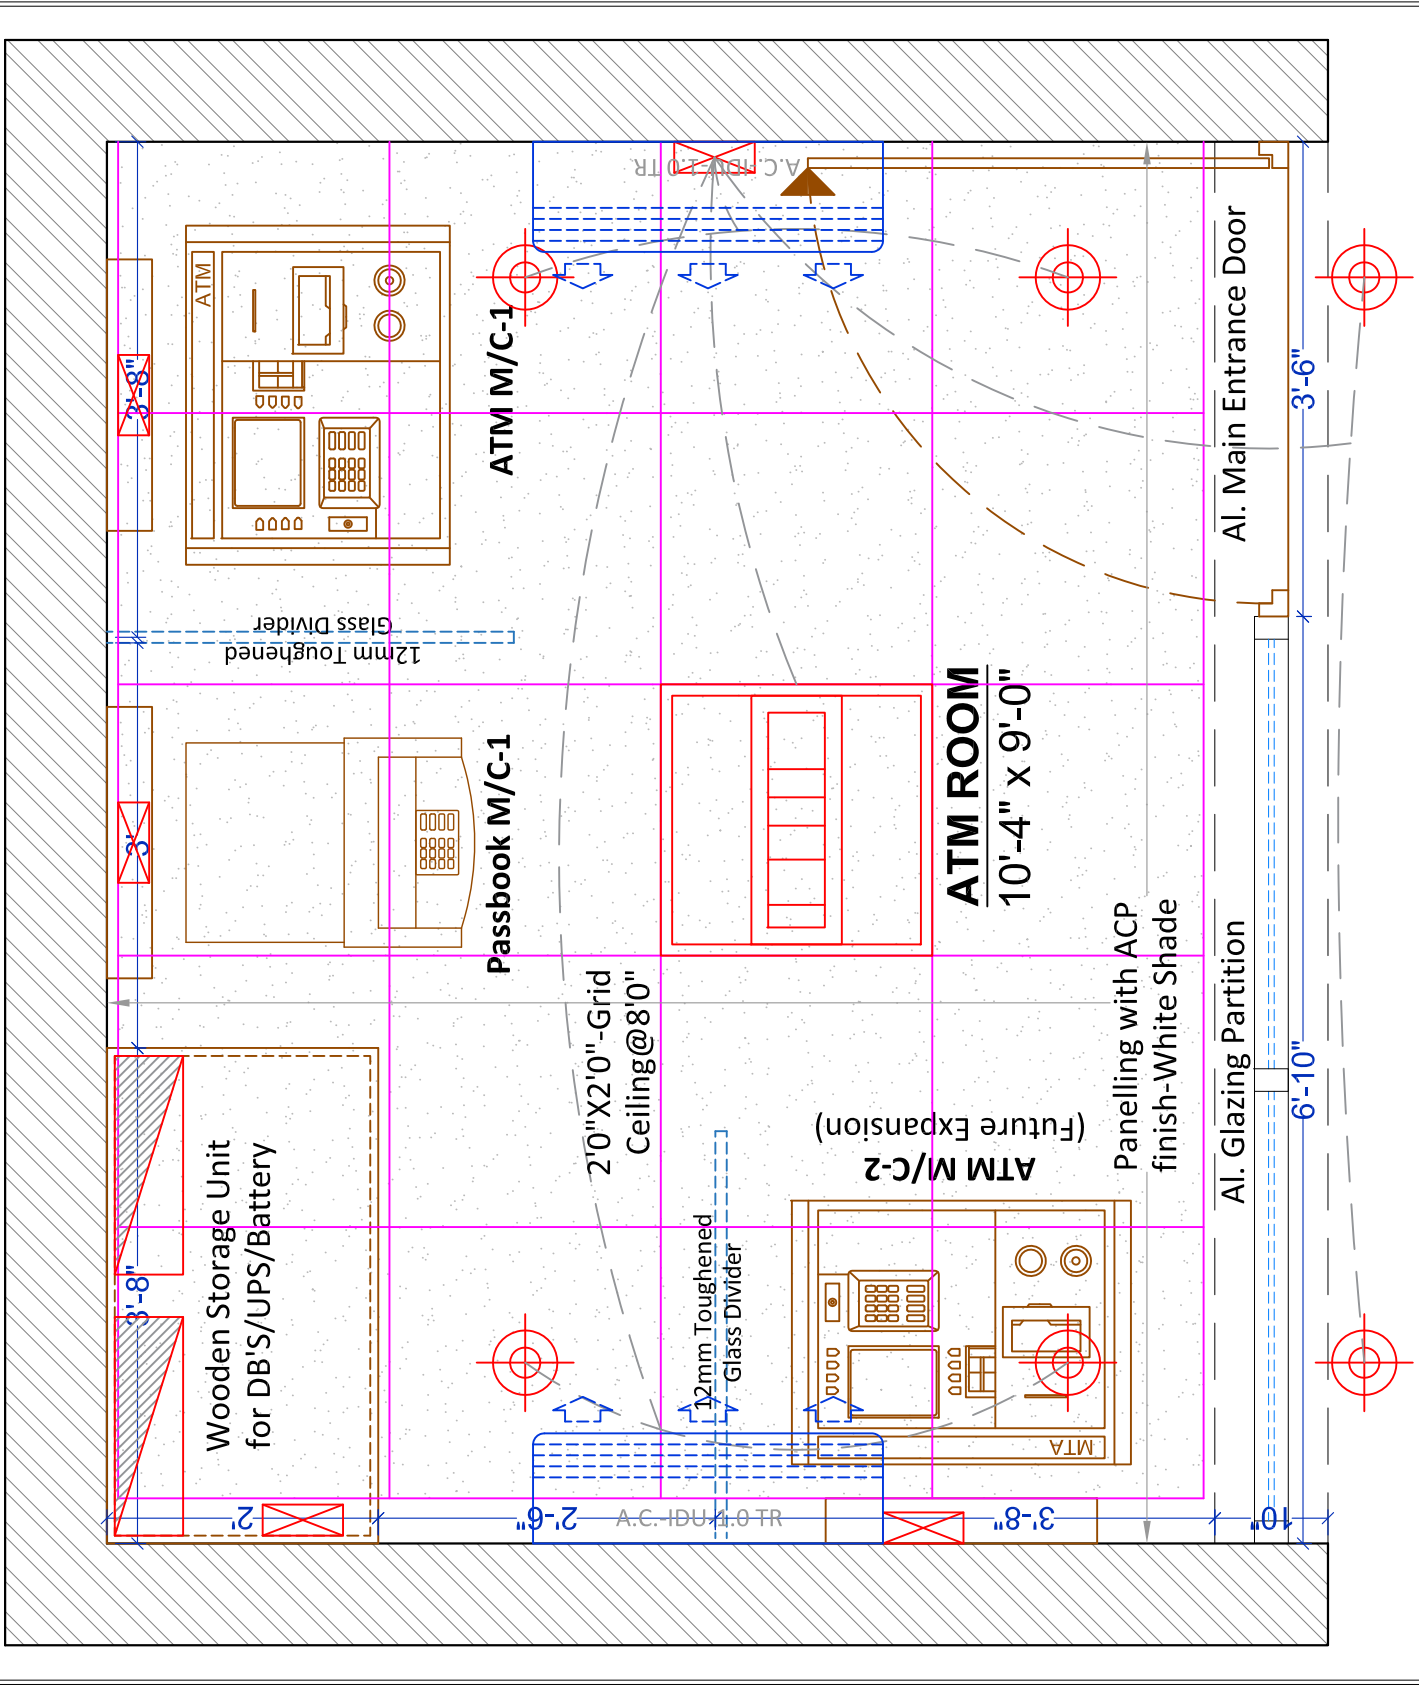 A.C.-IDU-1.0 TR
ATM
3'-8"
ATM M/C-1
Al. Main Entrance Door
3'-6"
12mm Toughened
Glass Divider
3'
Passbook M/C-1
ATM ROOM
10'-4" x 9'-0"
2'0"X2'0"-Grid
Ceiling@8'0"
Panelling with ACP
finish-White Shade
Al. Glazing Partition
6'-10"
Wooden Storage Unit
for DB'S/UPS/Battery
3'-8"
12mm Toughened
Glass Divider
ATM M/C-2
(Future Expansion)
ATM
2'
2'-6"
A.C.-IDU-1.0 TR
3'-8"
10"